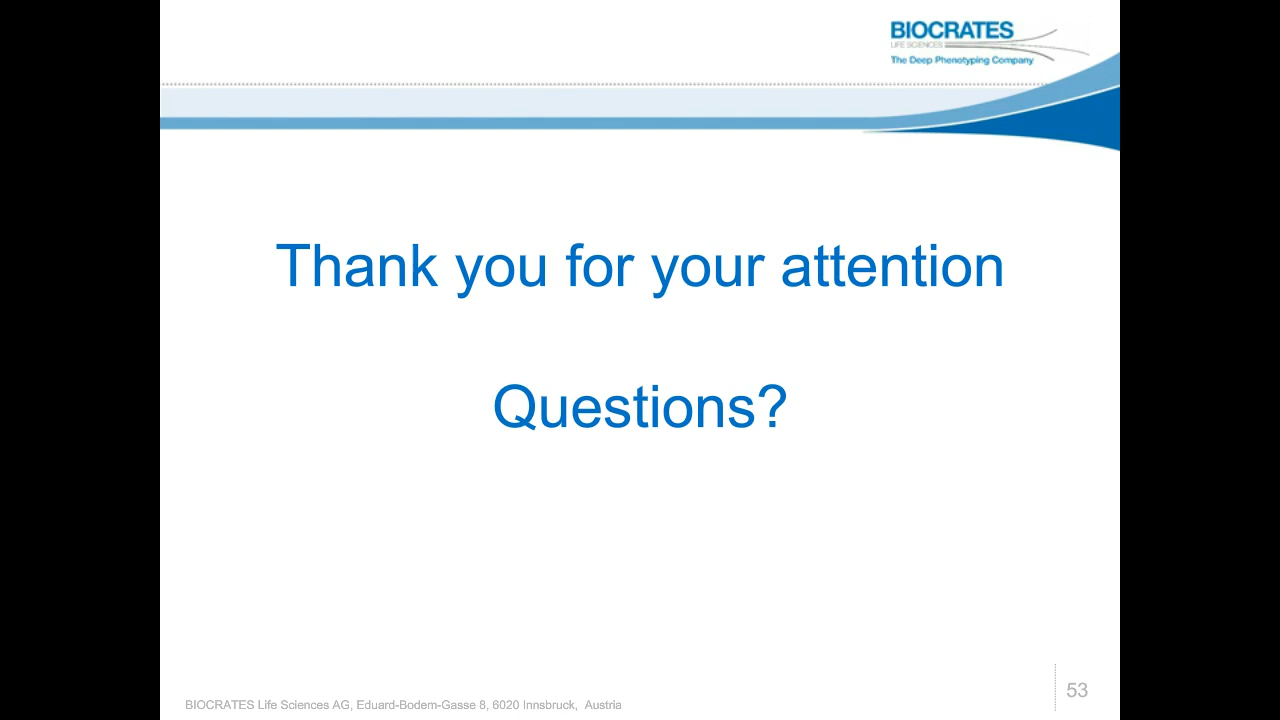 BIOCRATES
LIFE SCIENCES
The Deep Phenotyping Company
Thank you for your attention
Questions?
BIOCRATES Life Sciences AG, Eduard-Bodem-Gasse 8, 6020 Innsbruck, Austria
53